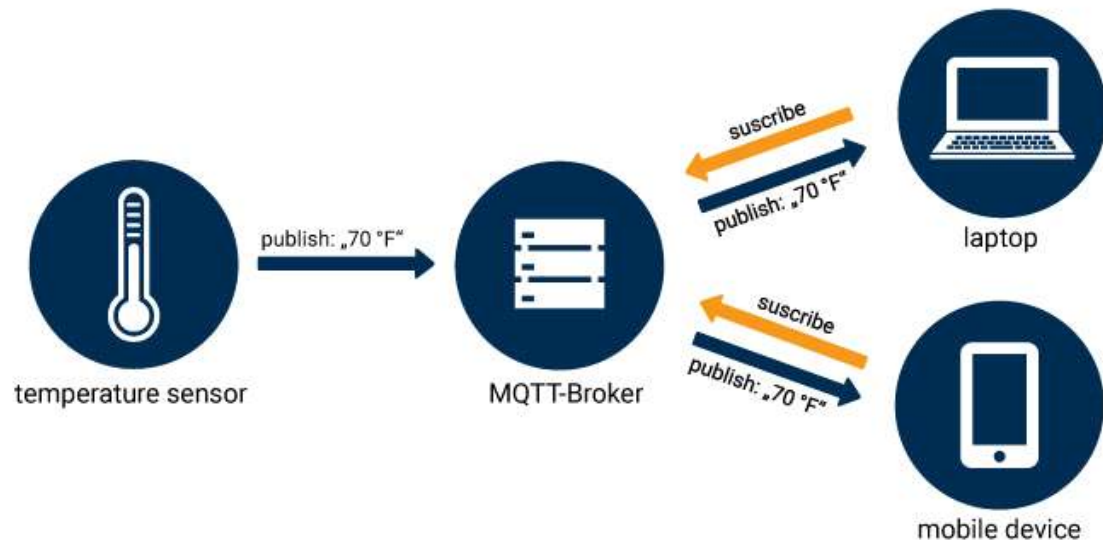 temperature sensor
publish: „70 °F“
MQTT-Broker
suscribe
publish: „70 °F“
laptop
suscribe
publish: „70 °F“
mobile device